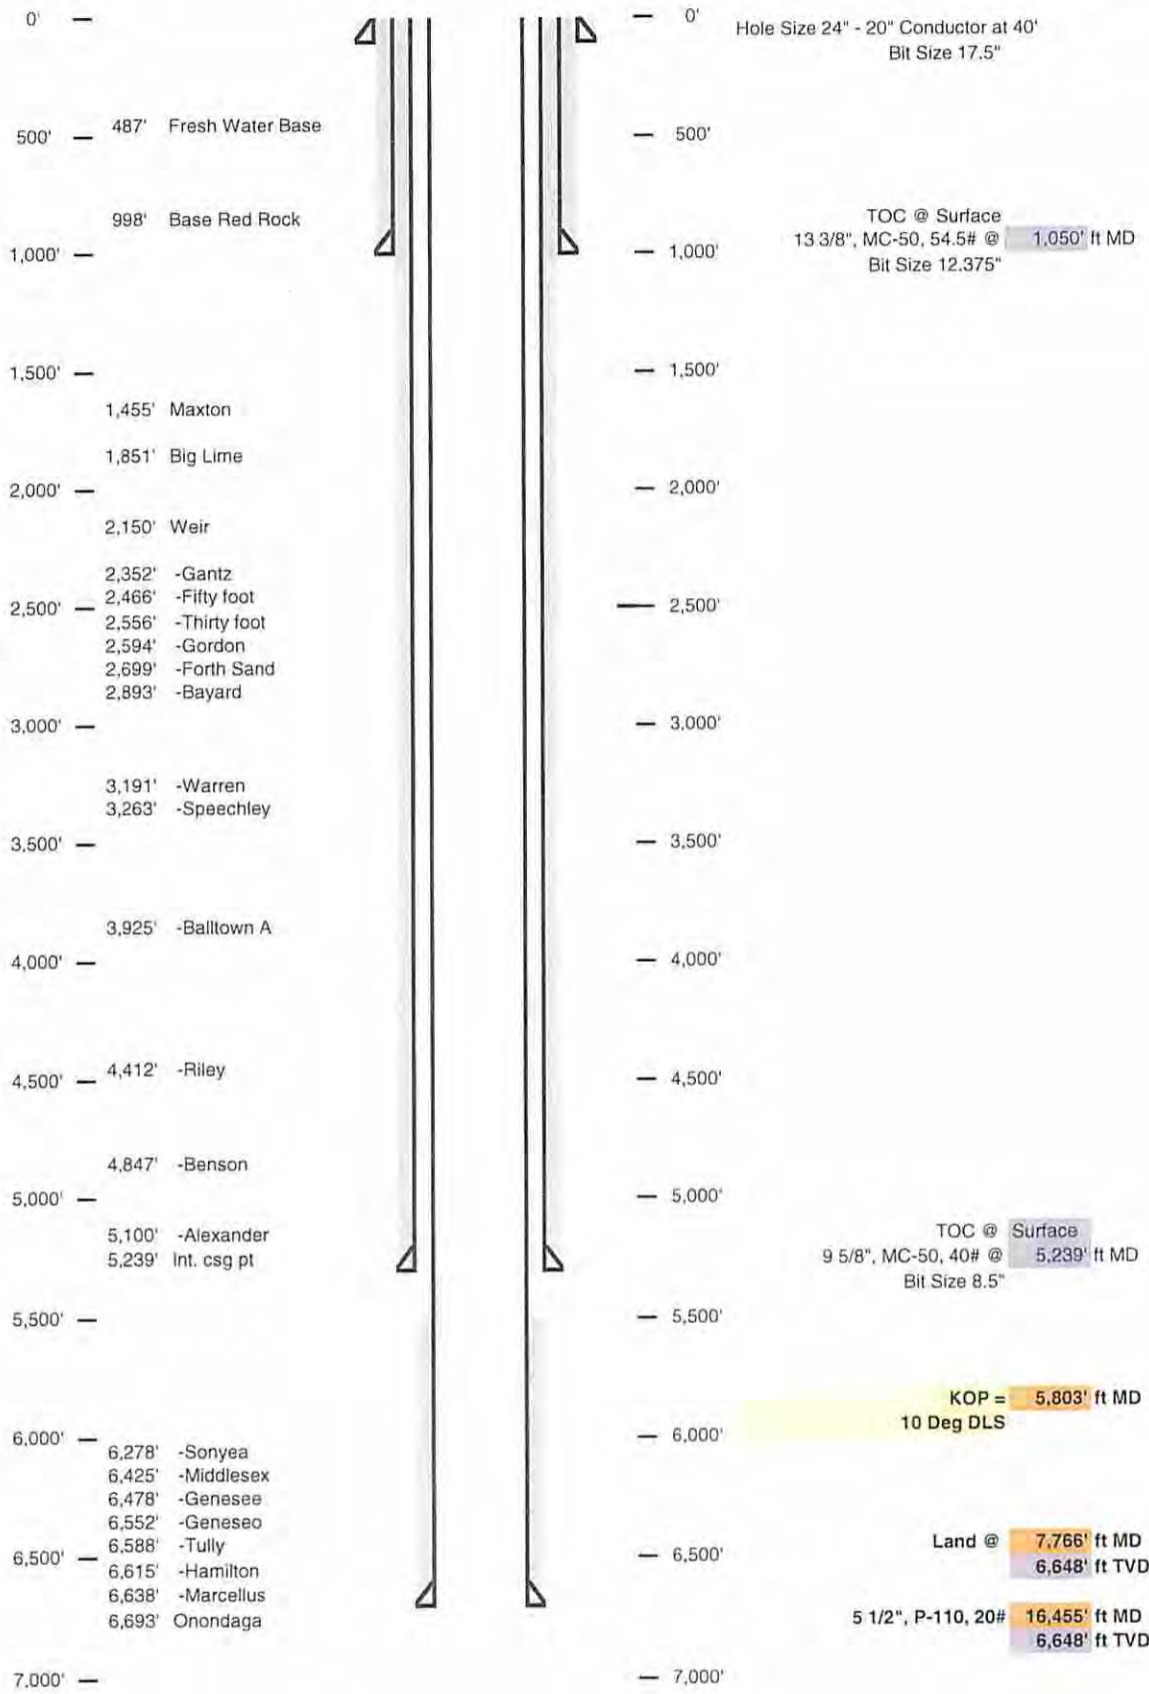 0'
0'
Hole Size 24" - 20" Conductor at 40'
Bit Size 17.5"
487' Fresh Water Base
500'
500'
998' Base Red Rock
TOC @ Surface
13 3/8", MC-50, 54.5# @ 1,050' ft MD
1,000'
1,000'
Bit Size 12.375"
1,500'
1,500'
1,455' Maxton
1,851' Big Lime
2,000'
2,000'
2,150' Weir
2,352' -Gantz
2,466' -Fifty foot
2,500'
2,500'
2,556' -Thirty foot
2,594' -Gordon
2,699' -Forth Sand
2,893' -Bayard
3,000'
3,000'
3,191' -Warren
3,263' -Speechley
3,500'
3,500'
3,925' -Balltown A
4,000'
4,000'
4,412' -Riley
4,500'
4,500'
4,847' -Benson
5,000'
5,000'
5,100' -Alexander
TOC @ Surface
5,239' Int. csg pt
9 5/8", MC-50, 40# @ 5,239' ft MD
Bit Size 8.5"
5,500'
5,500'
KOP = 5,803' ft MD
10 Deg DLS
6,000'
6,000'
6,278' -Sonyea
6,425' -Middlesex
6,478' -Genesee
6,552' -Geneseo
6,588' -Tully
Land @ 7,766' ft MD
6,500'
6,500'
6,648' ft TVD
6,615' -Hamilton
6,638' -Marcellus
6,693' Onondaga
5 1/2", P-110, 20# 16,455' ft MD
6,648' ft TVD
7,000'
7,000'